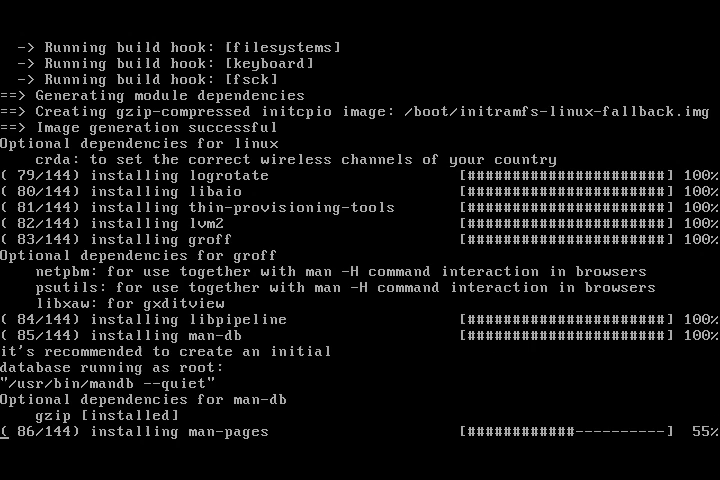 -> Running build hook: [filesystems]
  -> Running build hook: [keyboard]
  -> Running build hook: [fsck]
==> Generating module dependencies
==> Creating gzip-compressed initcpio image: /boot/initramfs-linux-fallback.img
==> Image generation successful
Optional dependencies for linux
    crda: to set the correct wireless channels of your country
( 79/144) installing logrotate                     [######################] 100%
( 80/144) installing libaio                        [######################] 100%
( 81/144) installing thin-provisioning-tools       [######################] 100%
( 82/144) installing lvm2                          [######################] 100%
( 83/144) installing groff                         [######################] 100%
Optional dependencies for groff
    netpbm: for use together with man -H command interaction in browsers
    psutils: for use together with man -H command interaction in browsers
    libxaw: for gxditview
( 84/144) installing libpipeline                   [######################] 100%
( 85/144) installing man-db                        [######################] 100%
it's recommended to create an initial
database running as root:
"/usr/bin/mandb --quiet"
Optional dependencies for man-db
    gzip [installed]
( 86/144) installing man-pages                     [############----------]  55%